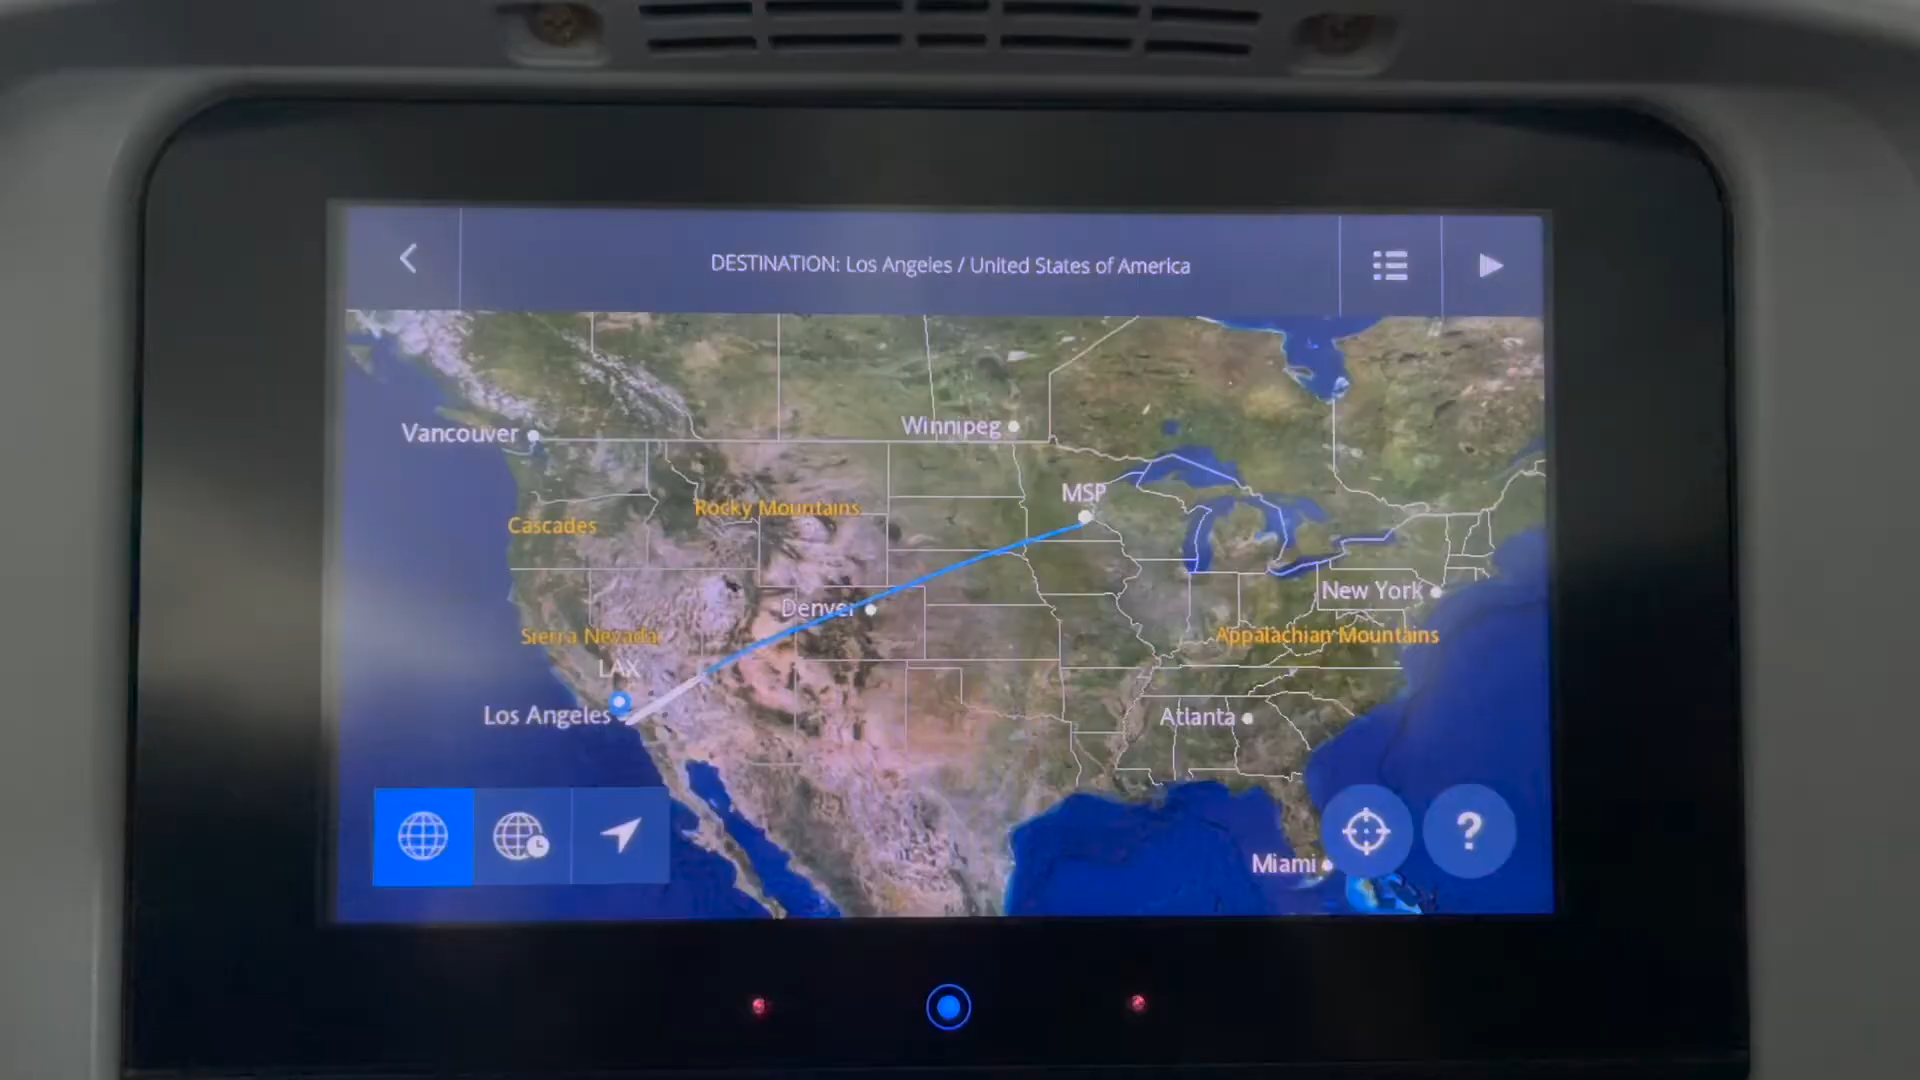 DESTINATION: Los Angeles / United States of America
Vancouver
Winnipeg
MSP
Rocky Mountains
Cascades
New York
Denver
Sierra Nevada
Appalachian Mountains
LAX
Los Angeles
Atlanta
?
Miami